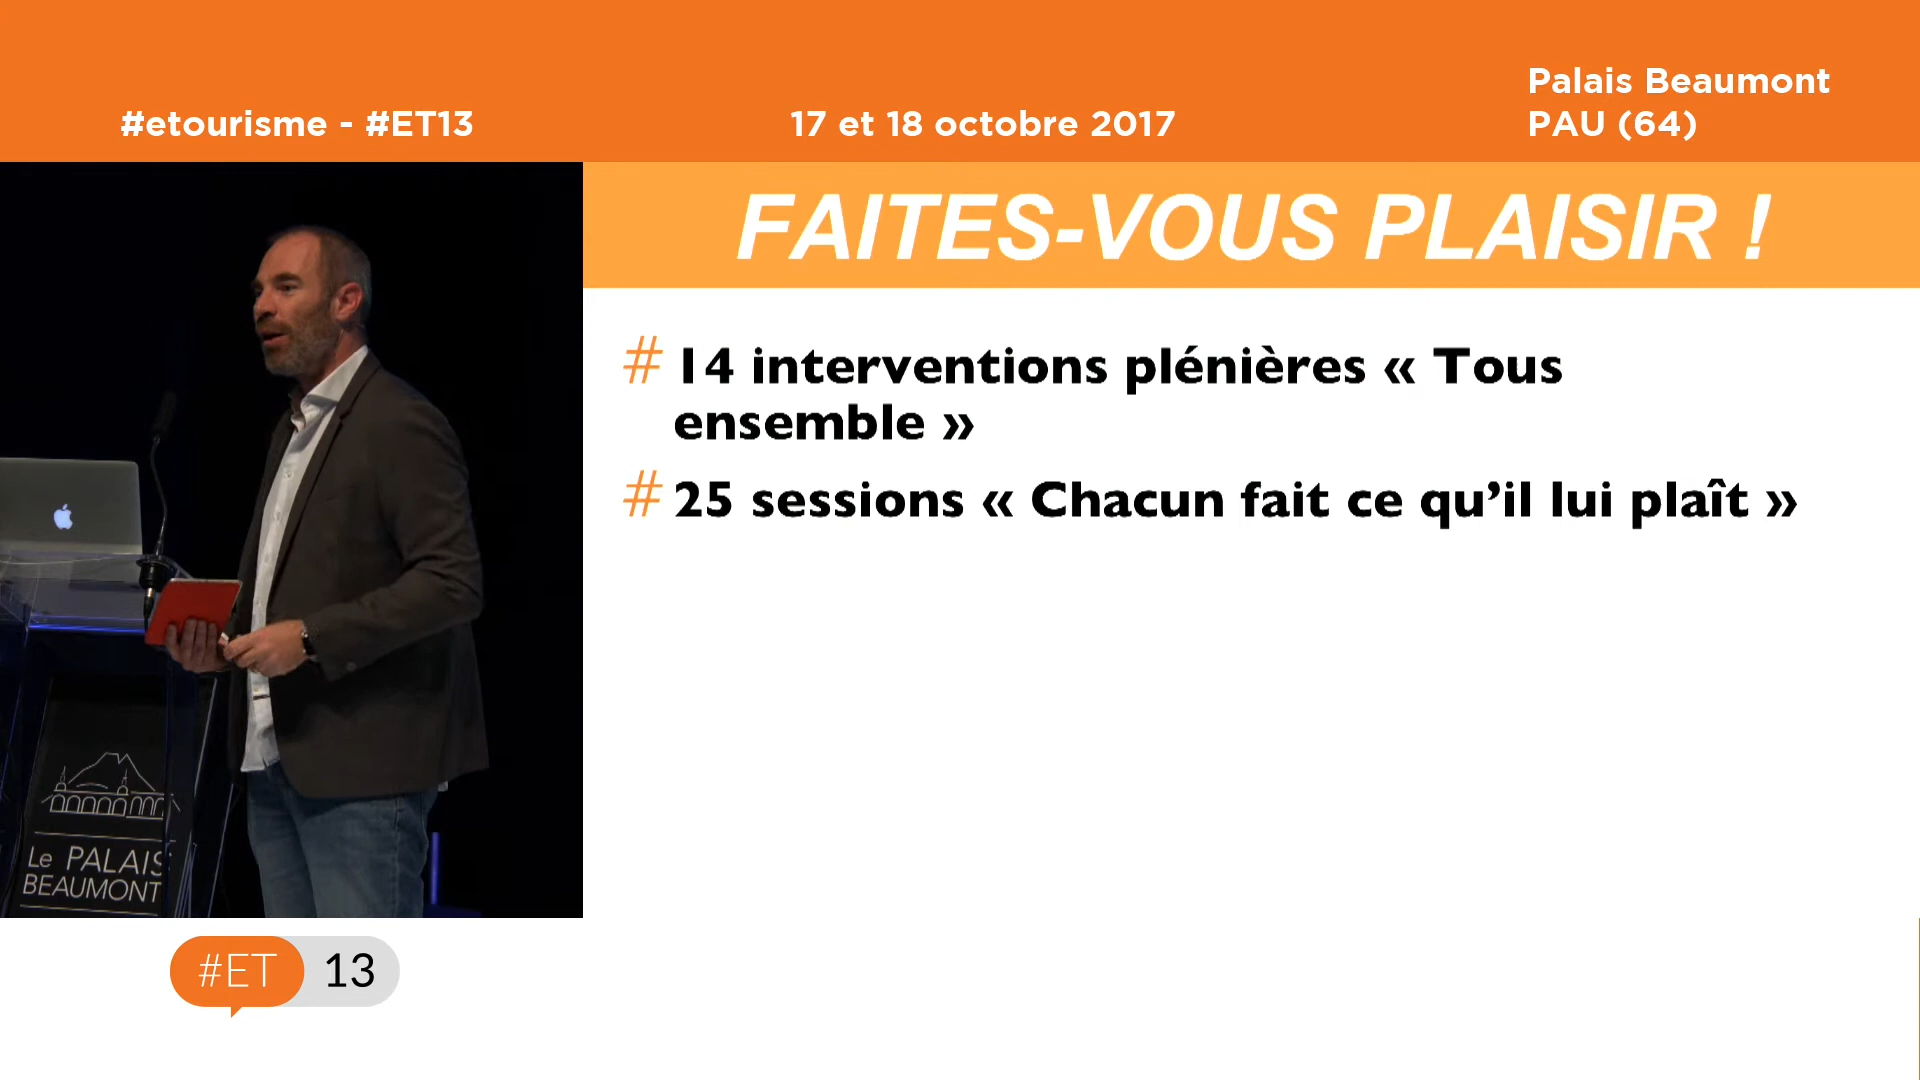 #etourisme - #ET13
17 et 18 octobre 2017
Palais Beaumont
PAU (64)
FAITES-VOUS PLAISIR !
# 14 interventions plénières « Tous
ensemble »
# 25 sessions « Chacun fait ce qu’il lui plaît »
Le PALAIS
BEAUMONT
#ET 13